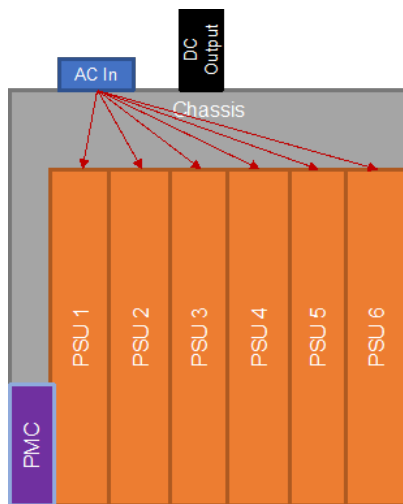 AC In
DC
Output
Chassis
PSU 1
PSU 2
PSU 3
PSU 4
PSU 5
PSU 6
PMC